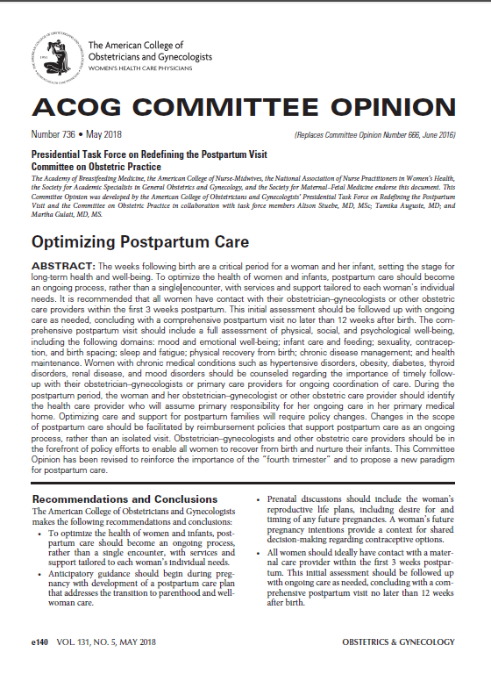 The American College of
Obstetricians and Gynecologists
WOMEN'S HEALTH CARE PHYSICIANS
ACOG COMMITTEE OPINION
Number 736 • May 2018
(Replaces Committee Opinion Number 666, June 2016)
Presidential Task Force on Redefining the Postpartum Visit
Committee on Obstetric Practice
The Academy of Breastfeeding Medicine, the American College of Nurse-Midwives, the National Association of Nurse Practitioners in Women's Health,
the Society for Academic Specialists in General Obstetrics and Gynecology, and the Society for Maternal–Fetal Medicine endorse this document. This
Committee Opinion was developed by the American College of Obstetricians and Gynecologists' Presidential Task Force on Redefining the Postpartum
Visit and the Committee on Obstetric Practice in collaboration with task force members Alison Stuebe, MD, MSc; Tamika Auguste, MD; and
Martha Gulati, MD, MS.
Optimizing Postpartum Care
ABSTRACT: The weeks following birth are a critical period for a woman and her infant, setting the stage for
long-term health and well-being. To optimize the health of women and infants, postpartum care should become
an ongoing process, rather than a single encounter, with services and support tailored to each woman's individual
needs. It is recommended that all women have contact with their obstetrician–gynecologists or other obstetric
care providers within the first 3 weeks postpartum. This initial assessment should be followed up with ongoing
care as needed, concluding with a comprehensive postpartum visit no later than 12 weeks after birth. The com-
prehensive postpartum visit should include a full assessment of physical, social, and psychological well-being,
including the following domains: mood and emotional well-being; infant care and feeding; sexuality, contracep-
tion, and birth spacing; sleep and fatigue; physical recovery from birth; chronic disease management; and health
maintenance. Women with chronic medical conditions such as hypertensive disorders, obesity, diabetes, thyroid
disorders, renal disease, and mood disorders should be counseled regarding the importance of timely follow-
up with their obstetrician–gynecologists or primary care providers for ongoing coordination of care. During the
postpartum period, the woman and her obstetrician–gynecologist or other obstetric care provider should identify
the health care provider who will assume primary responsibility for her ongoing care in her primary medical
home. Optimizing care and support for postpartum families will require policy changes. Changes in the scope
of postpartum care should be facilitated by reimbursement policies that support postpartum care as an ongoing
process, rather than an isolated visit. Obstetrician–gynecologists and other obstetric care providers should be in
the forefront of policy efforts to enable all women to recover from birth and nurture their infants. This Committee
Opinion has been revised to reinforce the importance of the "fourth trimester" and to propose a new paradigm
for postpartum care.
Recommendations and Conclusions
The American College of Obstetricians and Gynecologists
makes the following recommendations and conclusions:
• To optimize the health of women and infants, post-
partum care should become an ongoing process,
rather than a single encounter, with services and
support tailored to each woman's individual needs.
• Anticipatory guidance should begin during preg-
nancy with development of a postpartum care plan
that addresses the transition to parenthood and well-
woman care.
• Prenatal discussions should include the woman's
reproductive life plans, including desire for and
timing of any future pregnancies. A woman's future
pregnancy intentions provide a context for shared
decision-making regarding contraceptive options.
• All women should ideally have contact with a mater-
nal care provider within the first 3 weeks postpar-
tum. This initial assessment should be followed up
with ongoing care as needed, concluding with a com-
prehensive postpartum visit no later than 12 weeks
after birth.
e140 VOL. 131, NO. 5, MAY 2018
OBSTETRICS & GYNECOLOGY